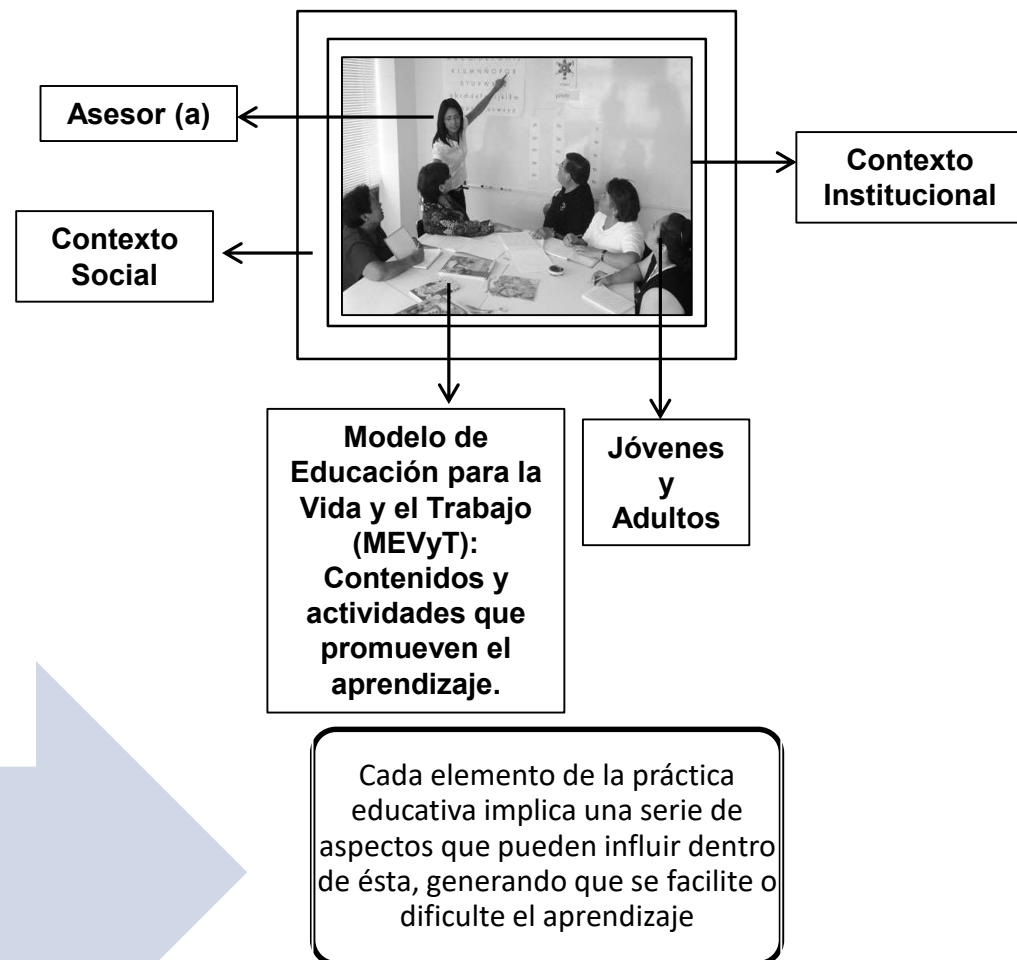 Asesor (a)
Contexto
Institucional
Contexto
Social
Modelo de
Educación para la
Vida y el Trabajo
(MEVyT):
Contenidos y
actividades que
promueven el
aprendizaje.
Jóvenes
y
Adultos
Cada elemento de la práctica
educativa implica una serie de
aspectos que pueden influir dentro
de ésta, generando que se facilite o
dificulte el aprendizaje